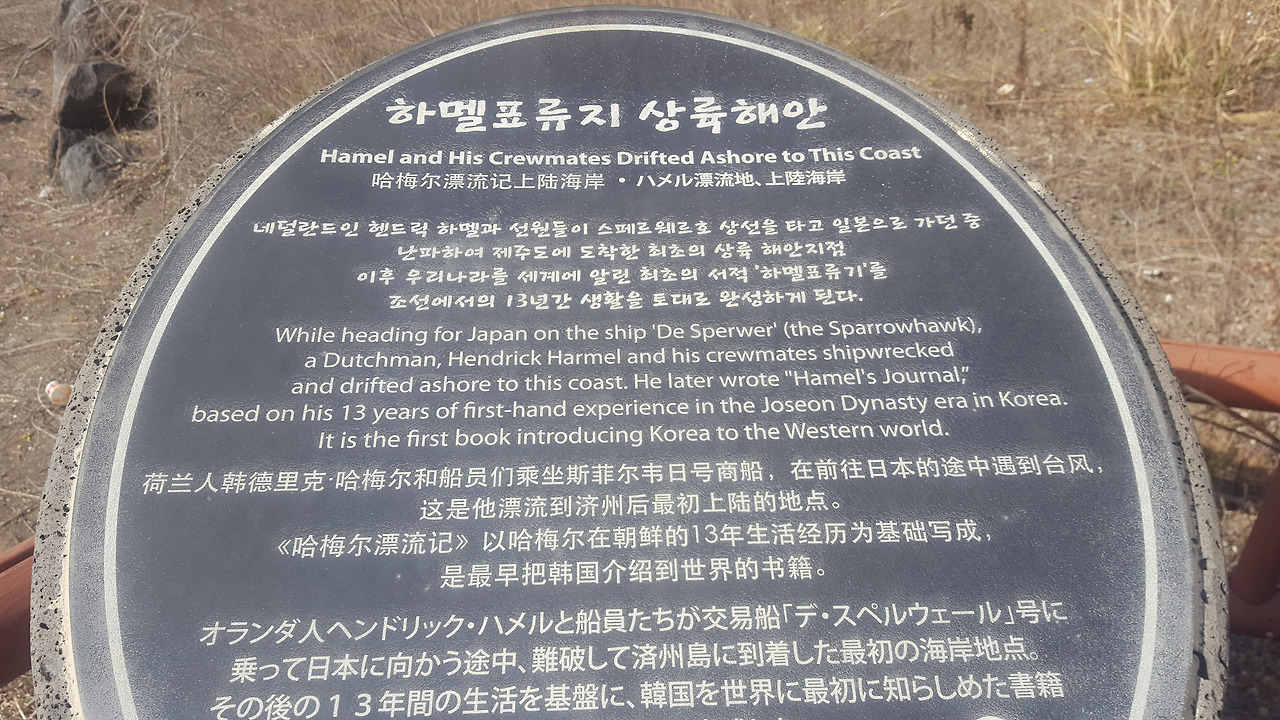 하멜표류지 상륙해안
Hamel and His Crewmates Drifted Ashore to This Coast
哈梅尔漂流记上陆海岸 · ハメル漂流地、上陸海岸
네덜란드인 헨드릭 하멜과 선원들이 스페르웨르호 상선을 타고 일본으로 가던 중
난파하여 제주도에 도착한 최초의 상륙 해안지점
이후 우리나라를 세계에 알린 최초의 서적 '하멜표류기'를
조선에서의 13년간 생활을 토대로 완성하게 된다.
While heading for Japan on the ship 'De Sperwer' (the Sparrowhawk),
a Dutchman, Hendrick Harmel and his crewmates shipwrecked
and drifted ashore to this coast. He later wrote "Hamel's Journal,"
based on his 13 years of first-hand experience in the Joseon Dynasty era in Korea.
It is the first book introducing Korea to the Western world.
荷兰人韩德里克·哈梅尔和船员们乘坐斯菲尔韦日号商船，在前往日本的途中遇到台风，
这是他漂流到济州后最初上陆的地点。
《哈梅尔漂流记》以哈梅尔在朝鲜的13年生活经历为基础写成，
是最早把韩国介绍到世界的书籍。
オランダ人ヘンドリック・ハメルと船員たちが交易船「デ・スペルウェール」号に
乗って日本に向かう途中、難破して済州島に到着した最初の海岸地点。
その後の１３年間の生活を基盤に、韓国を世界に最初に知らしめた書籍